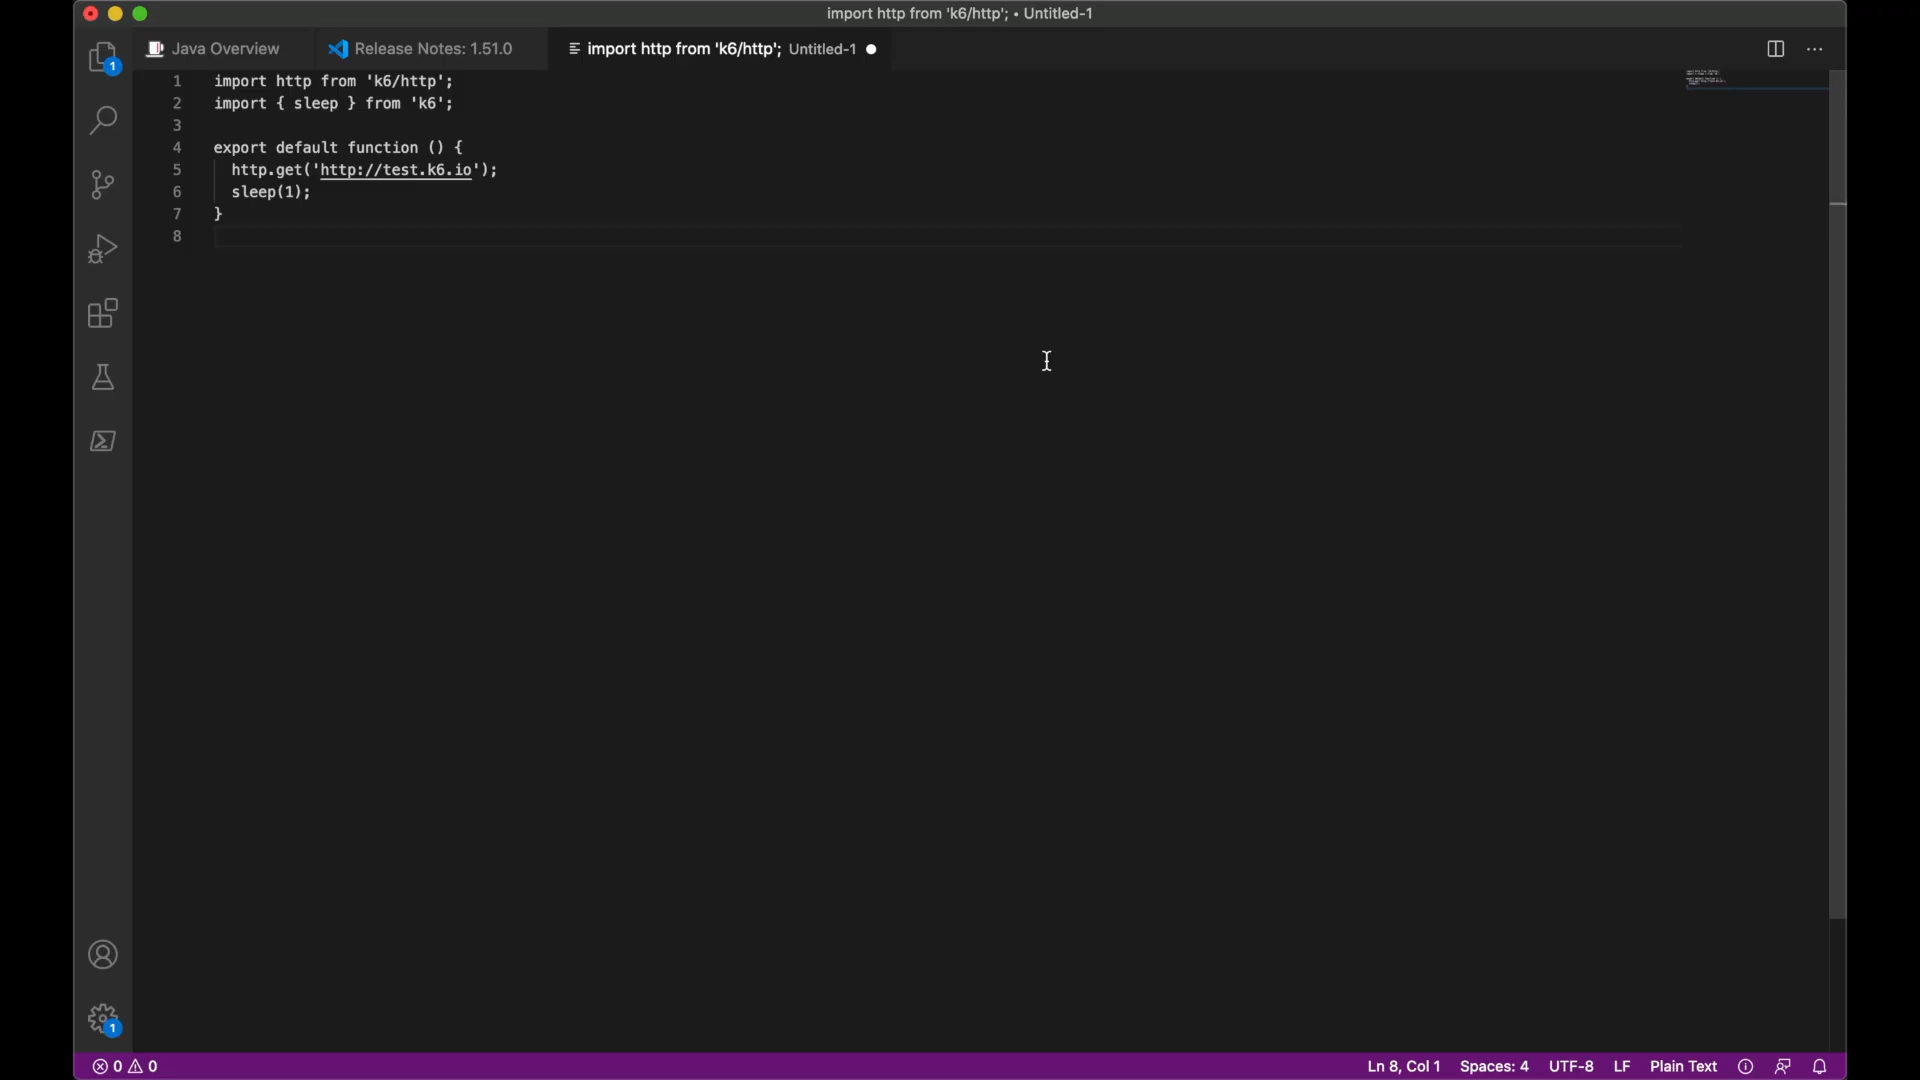 import http from 'k6/http'; • Untitled-1
1
Java Overview
Release Notes: 1.51.0
import http from 'k6/http'; Untitled-1
1 import http from 'k6/http';
2 import { sleep } from 'k6';
3
4 export default function () {
5 http.get('http://test.k6.io');
6 sleep(1);
7 }
8
1
0 0
Ln 8, Col 1 Spaces: 4 UTF-8 LF Plain Text